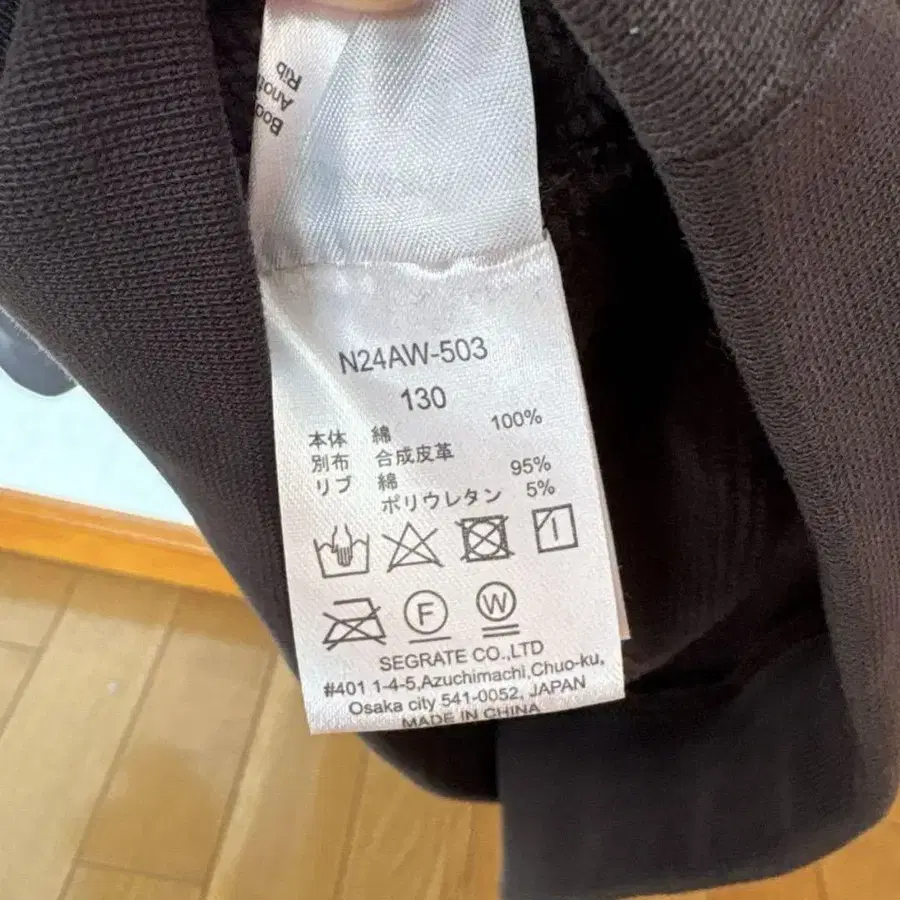 Rib
N24AW-503
130
本体 綿 100%
別布 合成皮革
リブ 綿 95%
ポリウレタン 5%
F W
SEGRATE CO.,LTD
#401 1-4-5,Azuchimachi,Chuo-ku,
Osaka city 541-0052, JAPAN
MADE IN CHINA